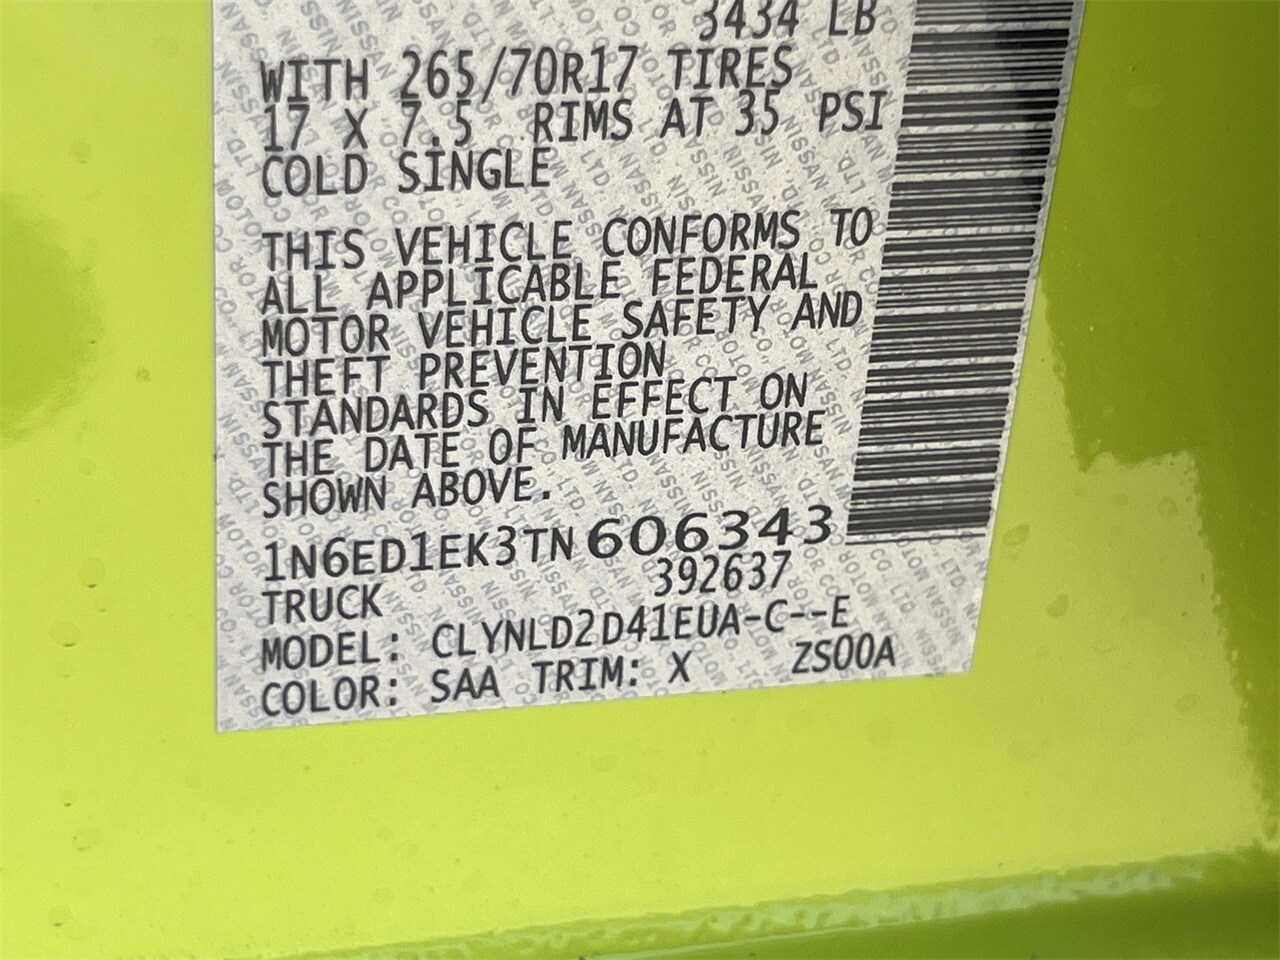 3434 LB
WITH 265/70R17 TIRES
17 X 7.5 RIMS AT 35 PSI
COLD SINGLE
THIS VEHICLE CONFORMS TO
ALL APPLICABLE FEDERAL
MOTOR VEHICLE SAFETY AND
THEFT PREVENTION
STANDARDS IN EFFECT ON
THE DATE OF MANUFACTURE
SHOWN ABOVE.
1N6ED1EK3TN606343
392637
TRUCK
MODEL: CLYNLD2D41EUA-C--E
COLOR: SAA TRIM: X ZS00A